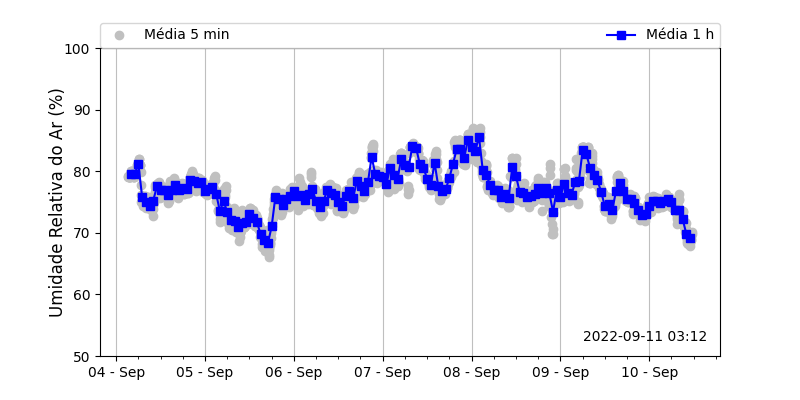 Média 5 min
Média 1 h
Umidade Relativa do Ar (%)
100
90
80
70
60
50
2022-09-11 03:12
04 - Sep
05 - Sep
06 - Sep
07 - Sep
08 - Sep
09 - Sep
10 - Sep